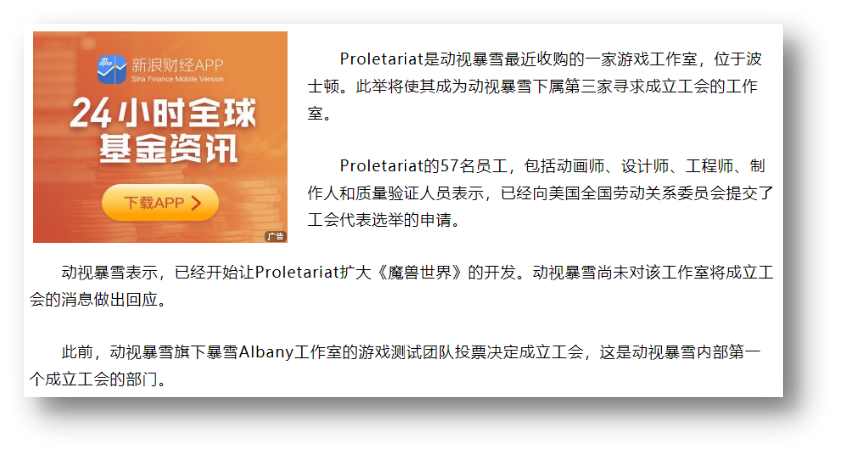 新浪财经APP
Sina Finance Mobile Version
24小时全球
基金资讯
下载APP
广告
Proletariat是动视暴雪最近收购的一家游戏工作室，位于波
士顿。此举将使其成为动视暴雪下属第三家寻求成立工会的工作
室。
Proletariat的57名员工，包括动画师、设计师、工程师、制
作人和质量验证人员表示，已经向美国全国劳动关系委员会提交了
工会代表选举的申请。
动视暴雪表示，已经开始让Proletariat扩大《魔兽世界》的开发。动视暴雪尚未对该工作室将成立工
会的消息做出回应。
此前，动视暴雪旗下暴雪Albany工作室的游戏测试团队投票决定成立工会，这是动视暴雪内部第一
个成立工会的部门。